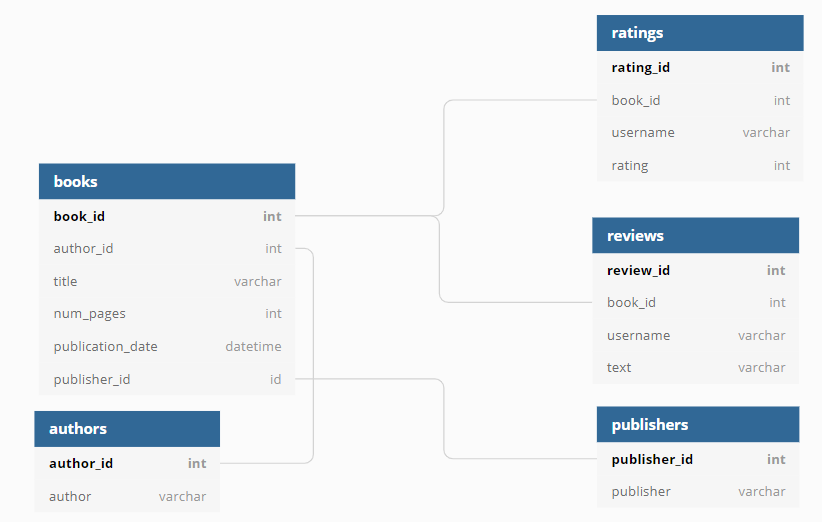 books
book_id int
author_id int
title varchar
num_pages int
publication_date datetime
publisher_id id
authors
author_id int
author varchar
ratings
rating_id int
book_id int
username varchar
rating int
reviews
review_id int
book_id int
username varchar
text varchar
publishers
publisher_id int
publisher varchar